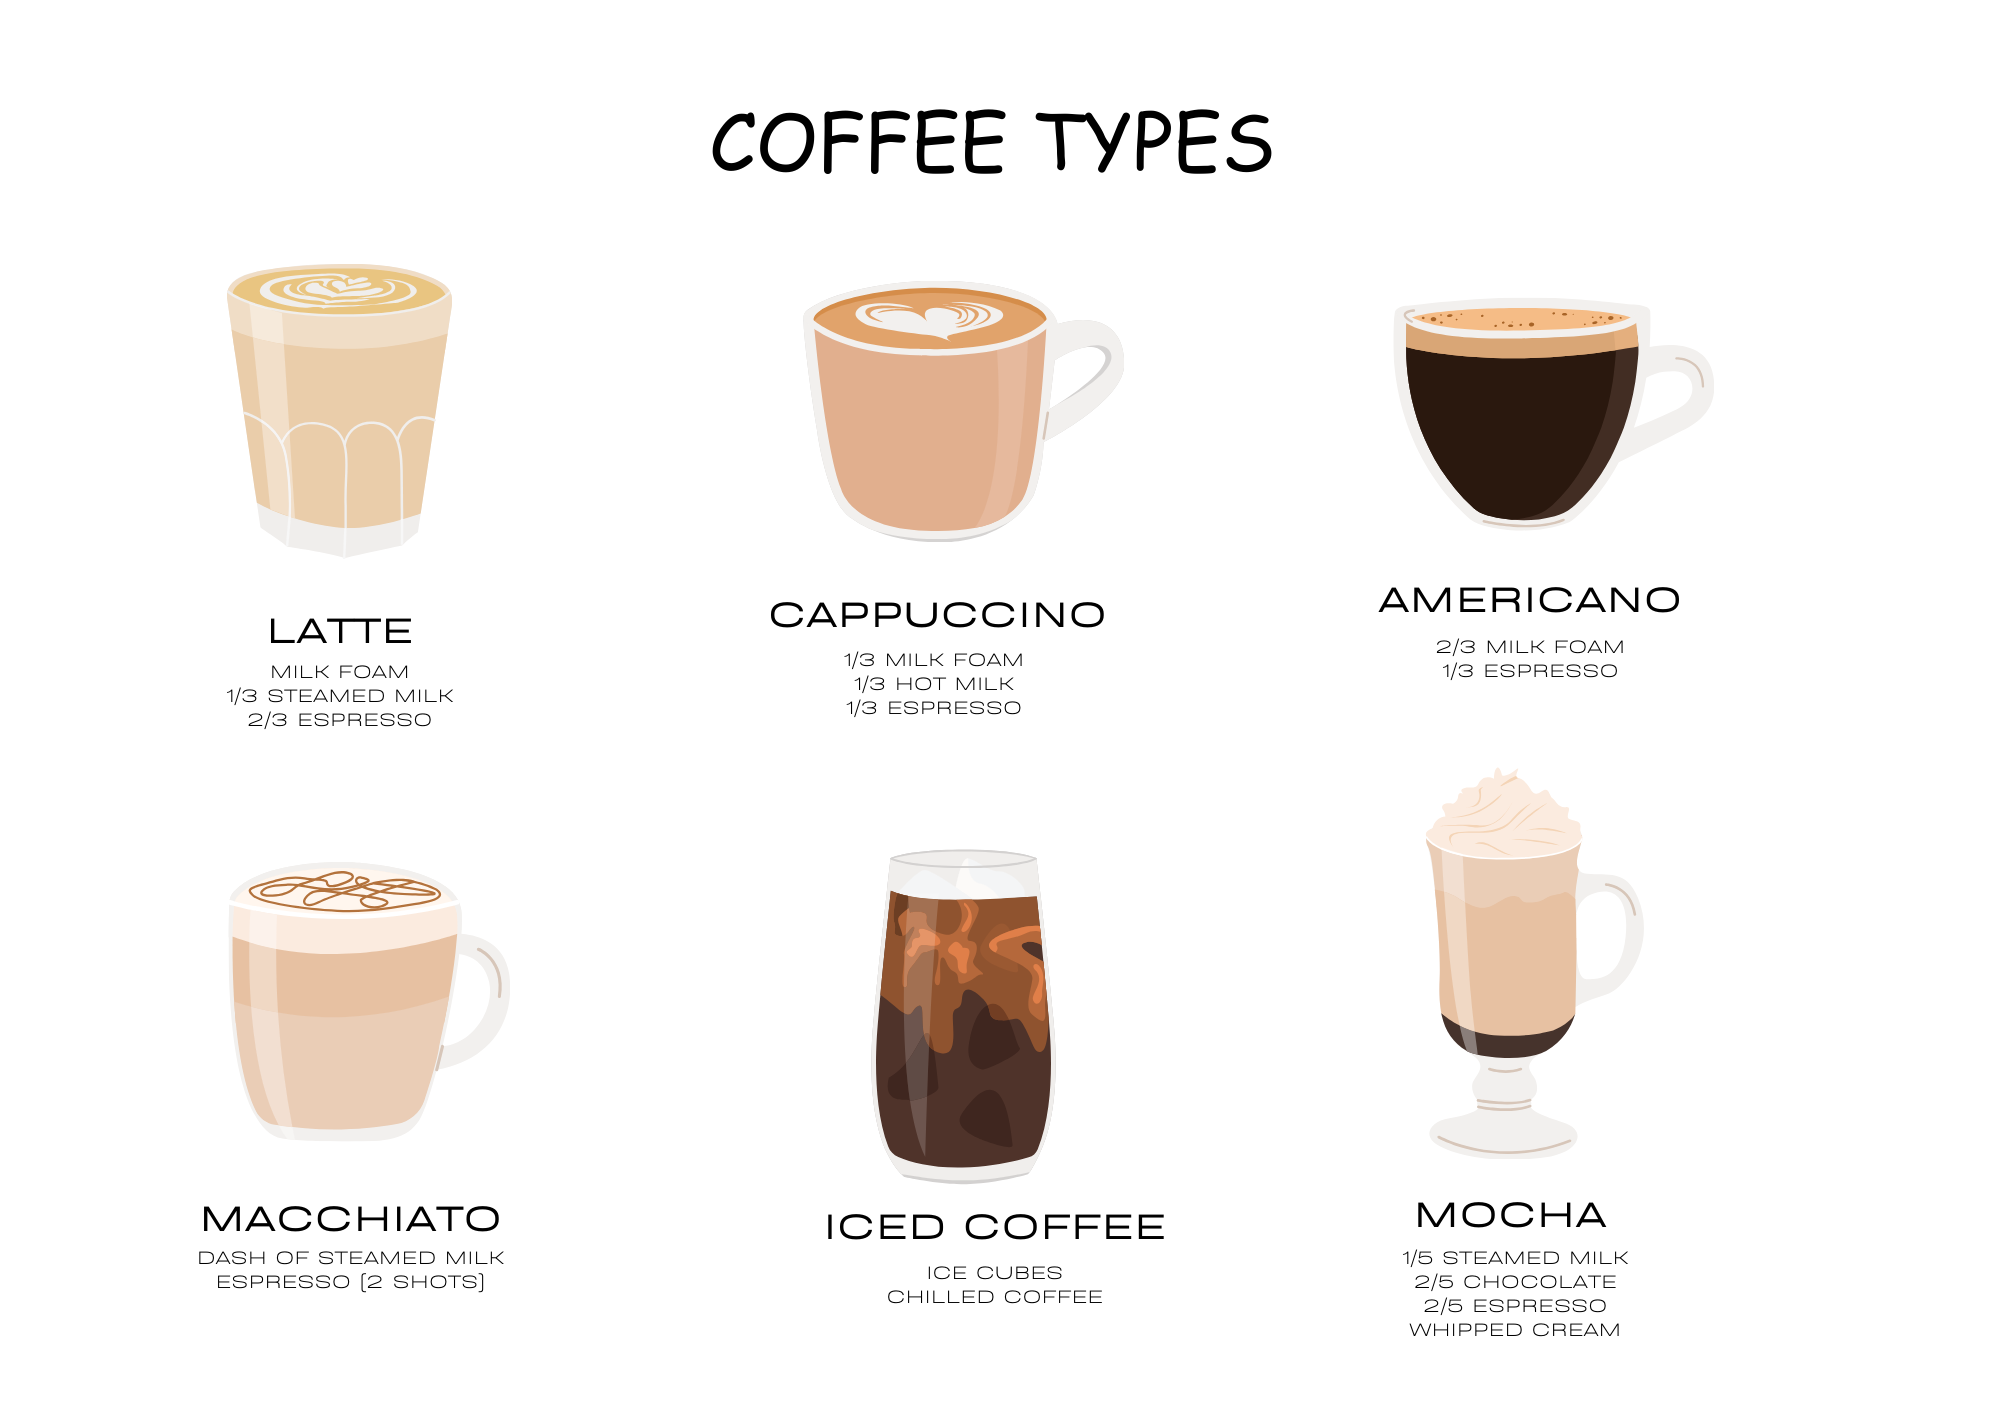 COFFEE TYPES
LATTE
MILK FOAM
1/3 STEAMED MILK
2/3 ESPRESSO
CAPPUCCINO
1/3 MILK FOAM
1/3 HOT MILK
1/3 ESPRESSO
AMERICANO
2/3 MILK FOAM
1/3 ESPRESSO
MACCHIATO
DASH OF STEAMED MILK
ESPRESSO (2 SHOTS)
ICED COFFEE
ICE CUBES
CHILLED COFFEE
MOCHA
1/5 STEAMED MILK
2/5 CHOCOLATE
2/5 ESPRESSO
WHIPPED CREAM